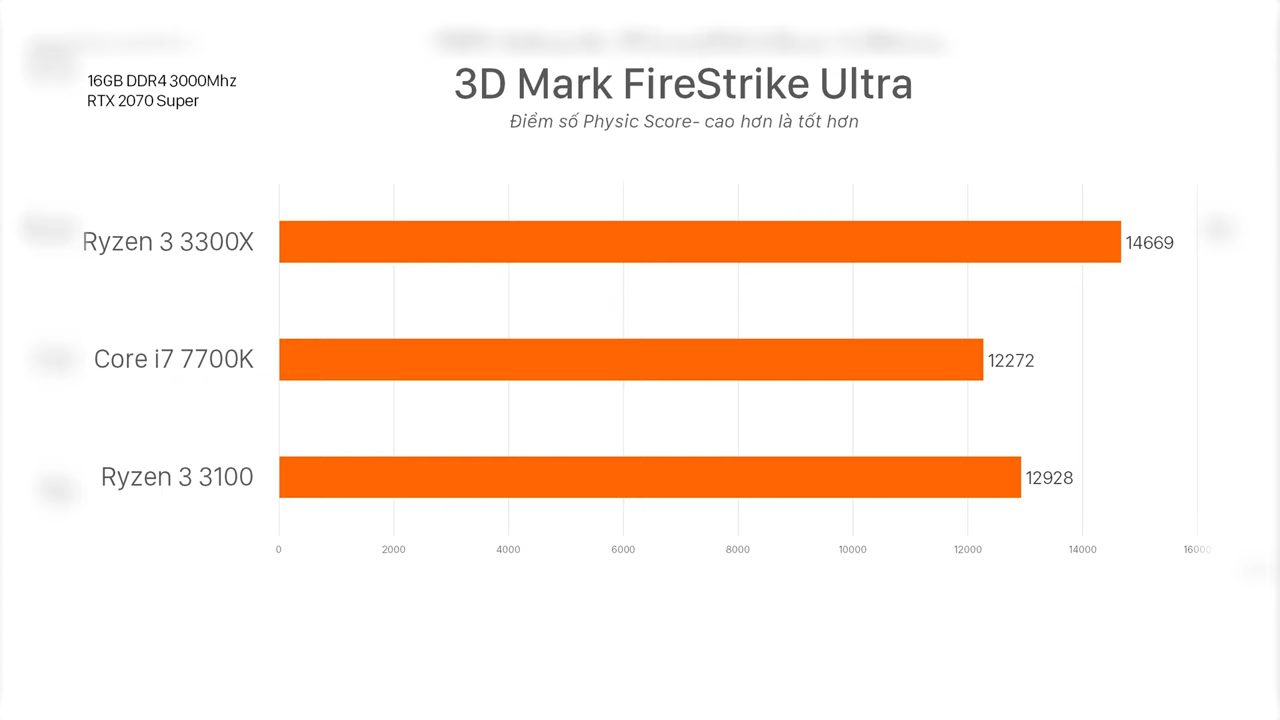 16GB DDR4 3000Mhz
RTX 2070 Super
3D Mark FireStrike Ultra
Điểm số Physic Score- cao hơn là tốt hơn
Ryzen 3 3300X
14669
Core i7 7700K
12272
Ryzen 3 3100
12928
0 2000 4000 6000 8000 10000 12000 14000 16000